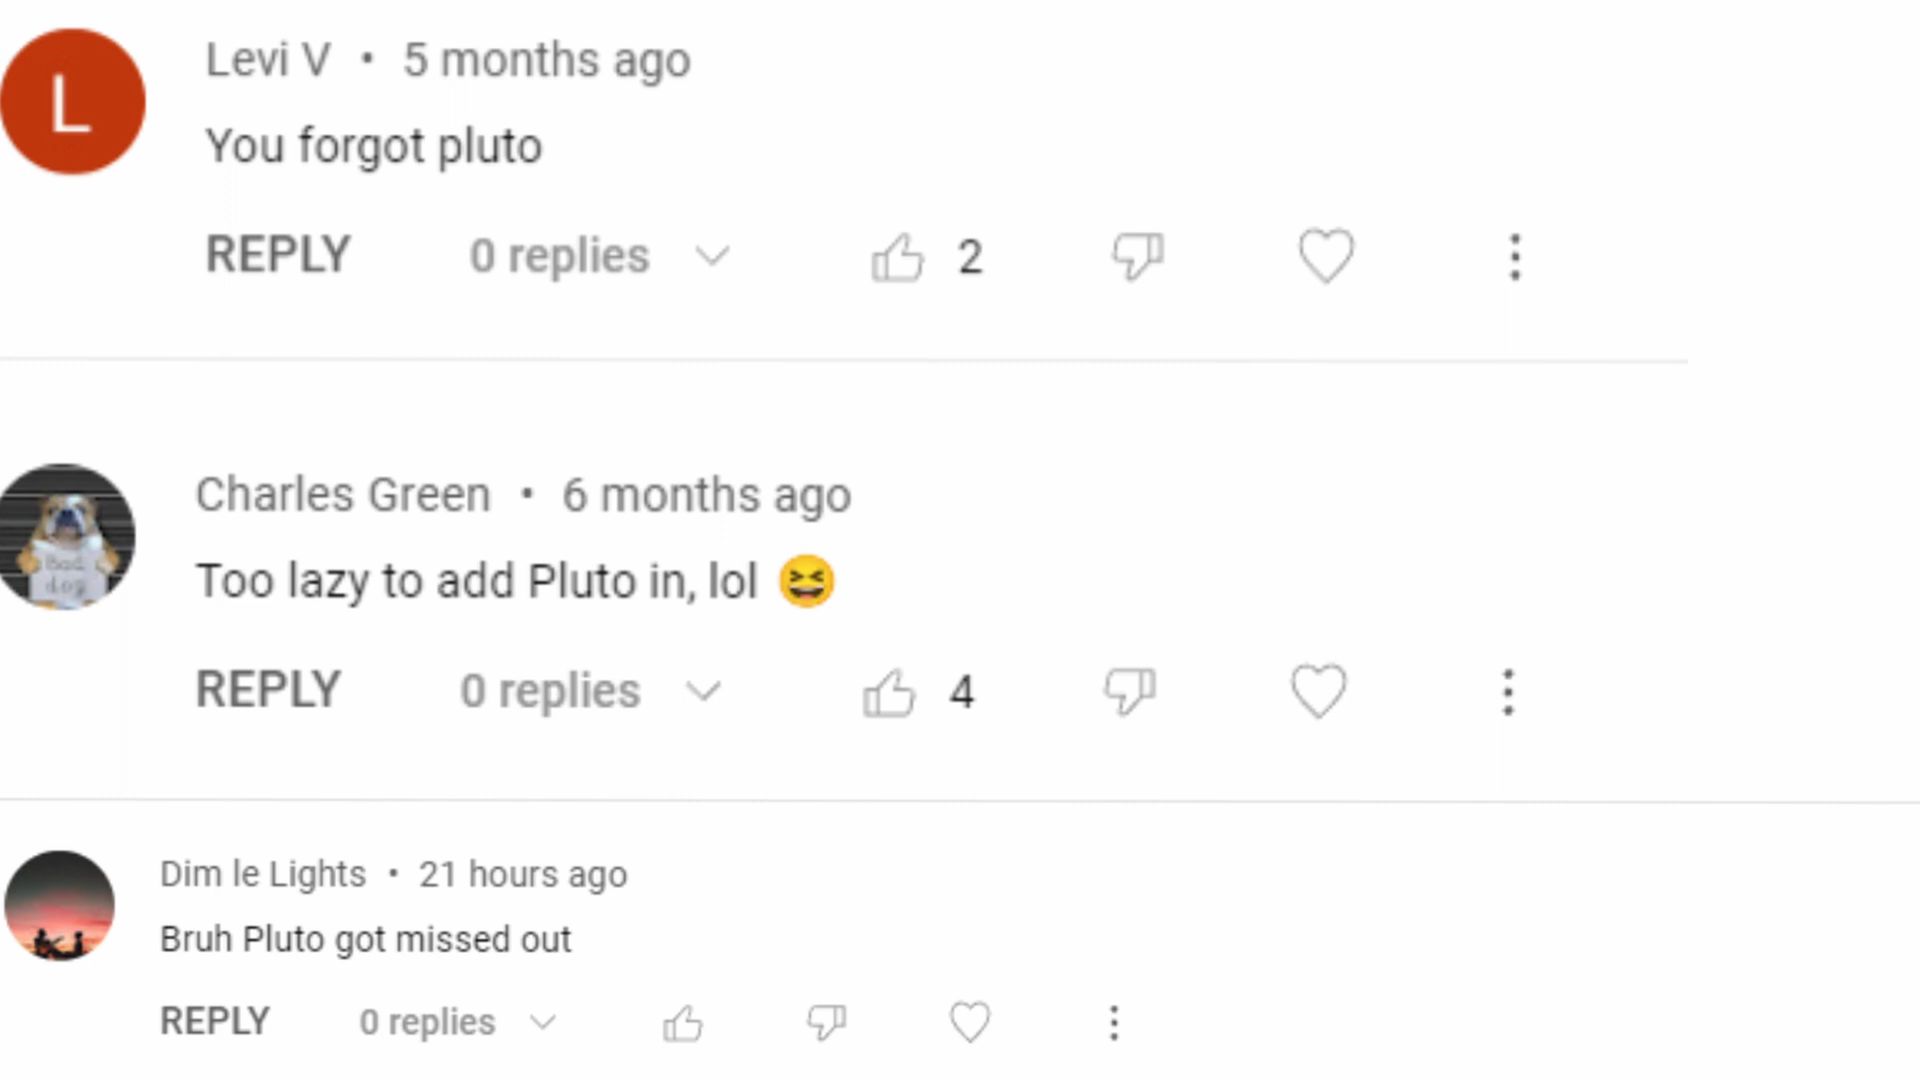 L
Levi V • 5 months ago
You forgot pluto
REPLY 0 replies 2
Charles Green • 6 months ago
Too lazy to add Pluto in, lol 😆
Bad
dog
REPLY 0 replies 4
Dim le Lights • 21 hours ago
Bruh Pluto got missed out
REPLY 0 replies